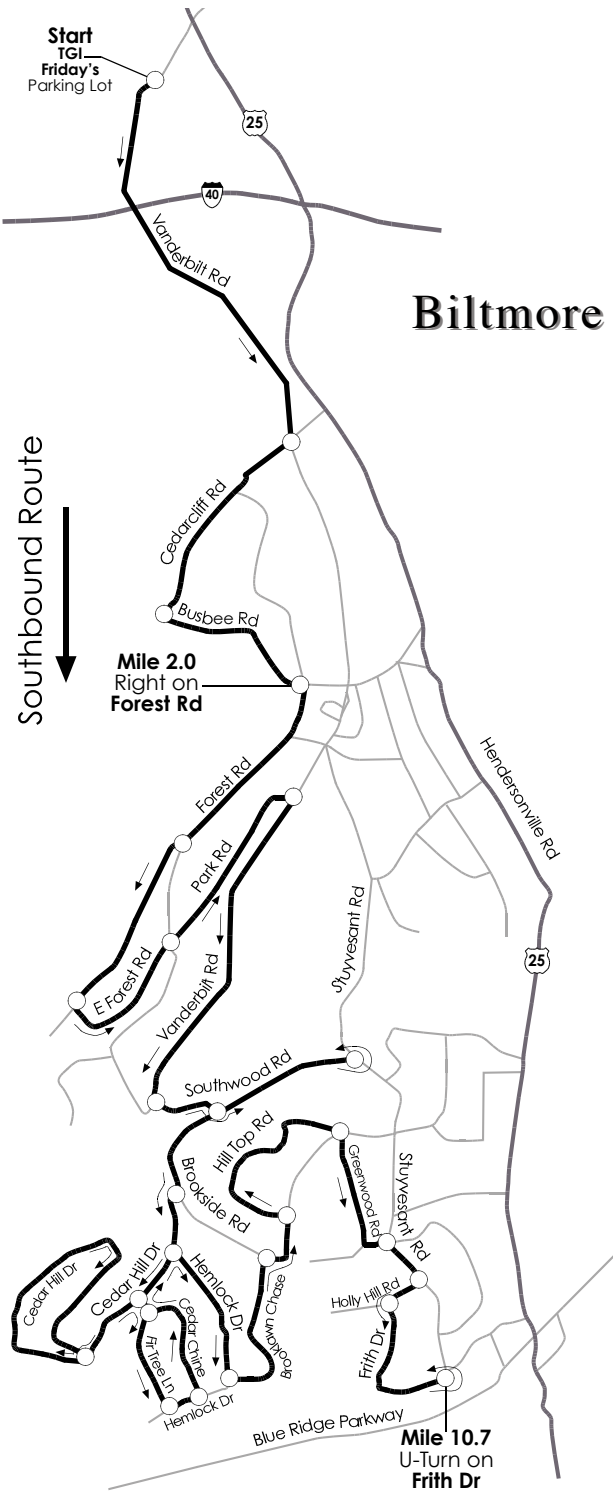 Start
TGI
Friday's
Parking Lot
25
40
Vanderbilt Rd
Biltmore
Southbound Route
Cedarcliff Rd
Busbee Rd
Mile 2.0
Right on
Forest Rd
Hendersonville Rd
Forest Rd
Park Rd
Stuyvesant Rd
E Forest Rd
25
Vanderbilt Rd
Southwood Rd
Hill Top Rd
Greenwood Rd
Stuyvesant Rd
Brookside Rd
Cedar Hill Dr
Cedar Hill Dr
Hemlock Dr
Holly Hill Rd
Brooklawn Chase
Cedar Chine
Fir Tree Ln
Frith Dr
Hemlock Dr
Blue Ridge Parkway
Mile 10.7
U-Turn on
Frith Dr